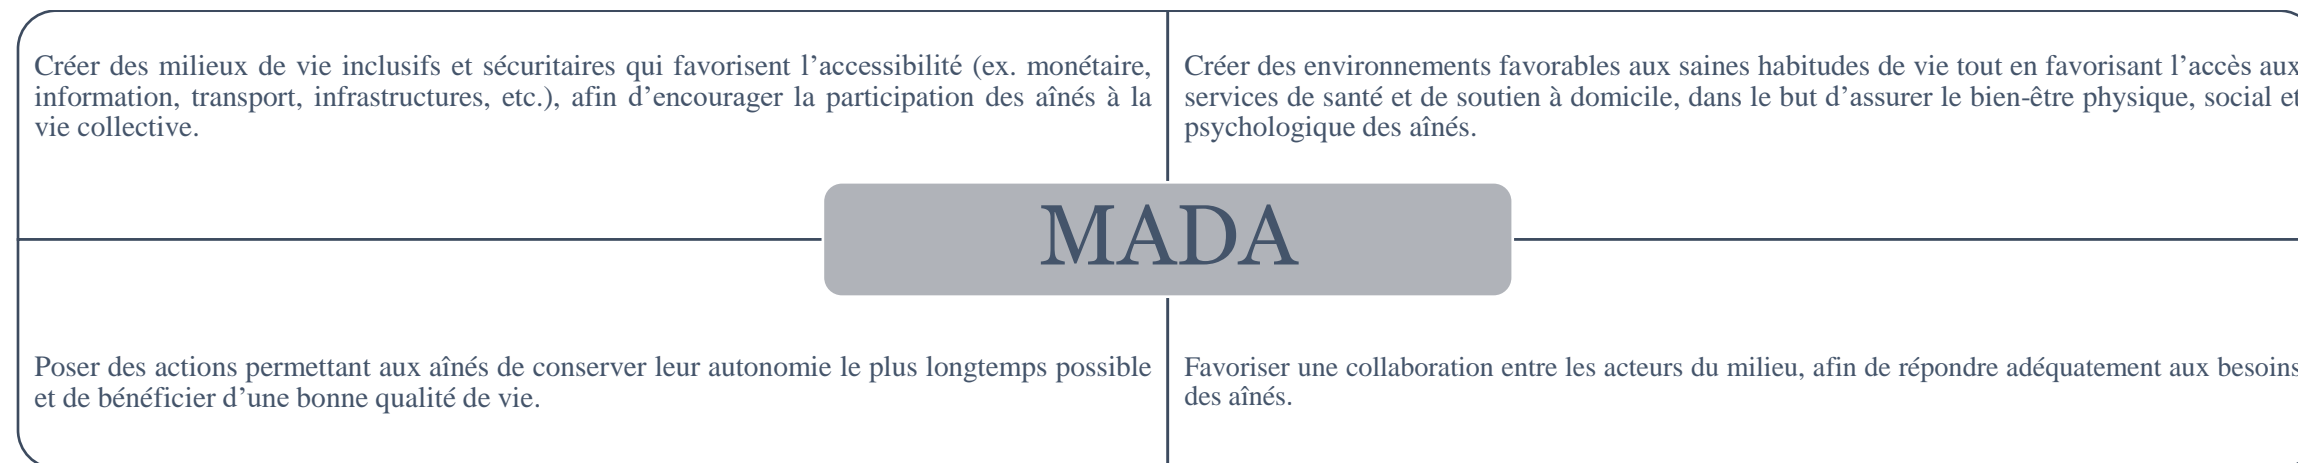 Créer des milieux de vie inclusifs et sécuritaires qui favorisent l’accessibilité (ex. monétaire,
information, transport, infrastructures, etc.), afin d’encourager la participation des aînés à la
vie collective.
Créer des environnements favorables aux saines habitudes de vie tout en favorisant l’accès aux
services de santé et de soutien à domicile, dans le but d’assurer le bien-être physique, social et
psychologique des aînés.
MADA
Poser des actions permettant aux aînés de conserver leur autonomie le plus longtemps possible
et de bénéficier d’une bonne qualité de vie.
Favoriser une collaboration entre les acteurs du milieu, afin de répondre adéquatement aux besoins
des aînés.